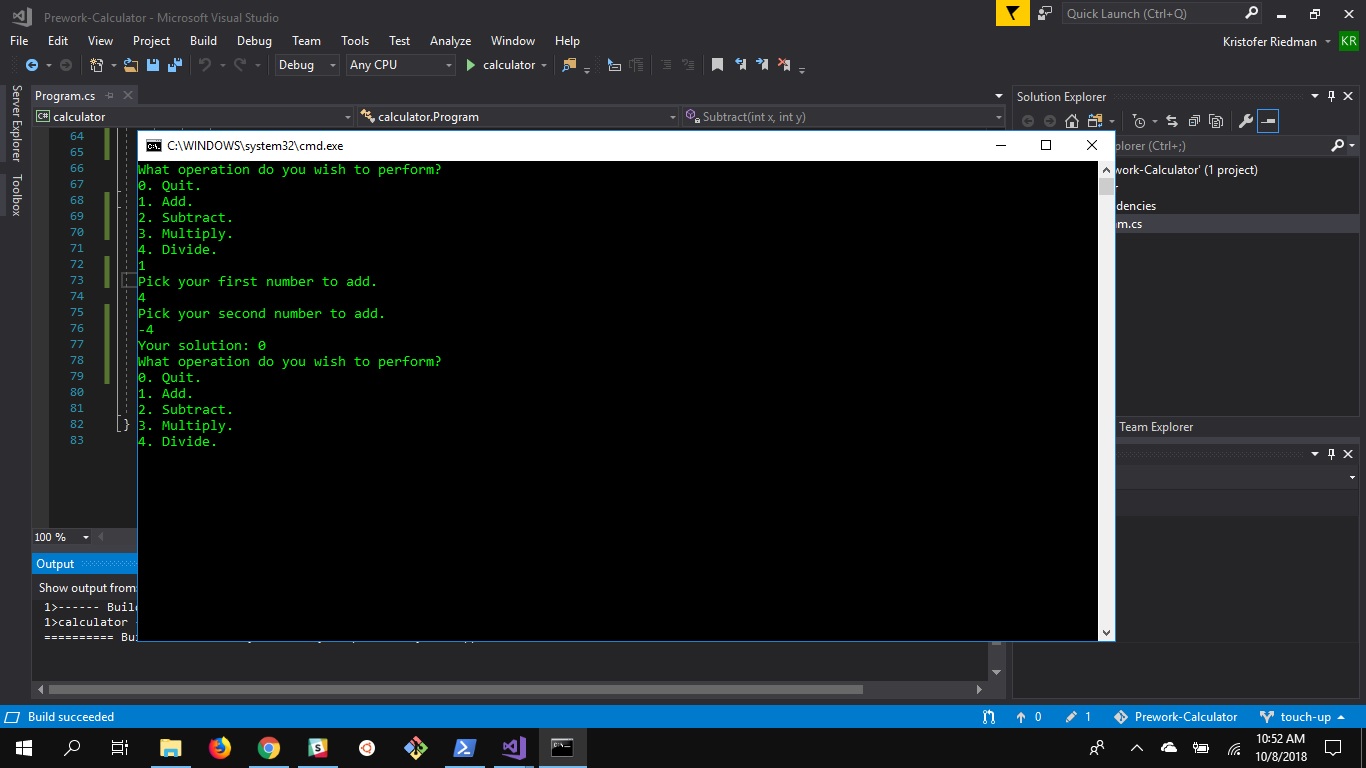 Prework-Calculator - Microsoft Visual Studio
Quick Launch (Ctrl+Q)
File Edit View Project Build Debug Team Tools Test Analyze Window Help
Kristofer Riedman KR
Debug Any CPU calculator
Server Explorer
Toolbox
Program.cs
Solution Explorer
C# calculator
calculator.Program
Subtract(int x, int y)
64
65
66
67
68
69
70
71
72
73
74
75
76
77
78
79
80
81
82 }
83
C:\WINDOWS\system32\cmd.exe
What operation do you wish to perform?
0. Quit.
1. Add.
2. Subtract.
3. Multiply.
4. Divide.
1
Pick your first number to add.
4
Pick your second number to add.
-4
Your solution: 0
What operation do you wish to perform?
0. Quit.
1. Add.
2. Subtract.
3. Multiply.
4. Divide.
plorer (Ctrl+;)
work-Calculator' (1 project)
dencies
m.cs
Team Explorer
100 %
Output
Show output from:
1>------ Build
1>calculator
========== Bu
Build succeeded
0
1
Prework-Calculator
touch-up
10:52 AM
10/8/2018